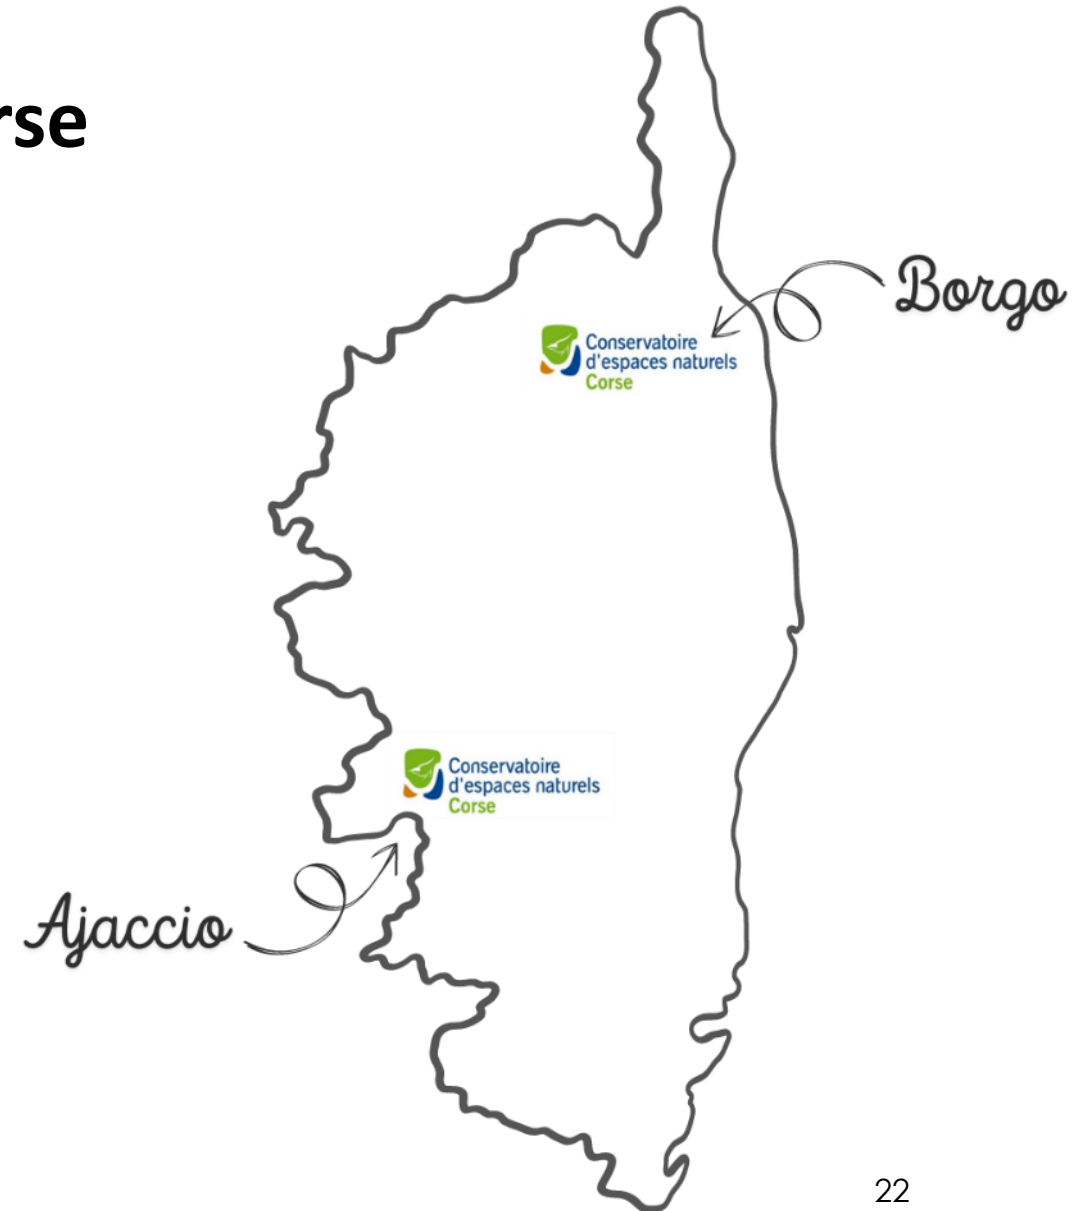 rse
Borgo
Conservatoire
d'espaces naturels
Corse
Conservatoire
d'espaces naturels
Corse
Ajaccio
22